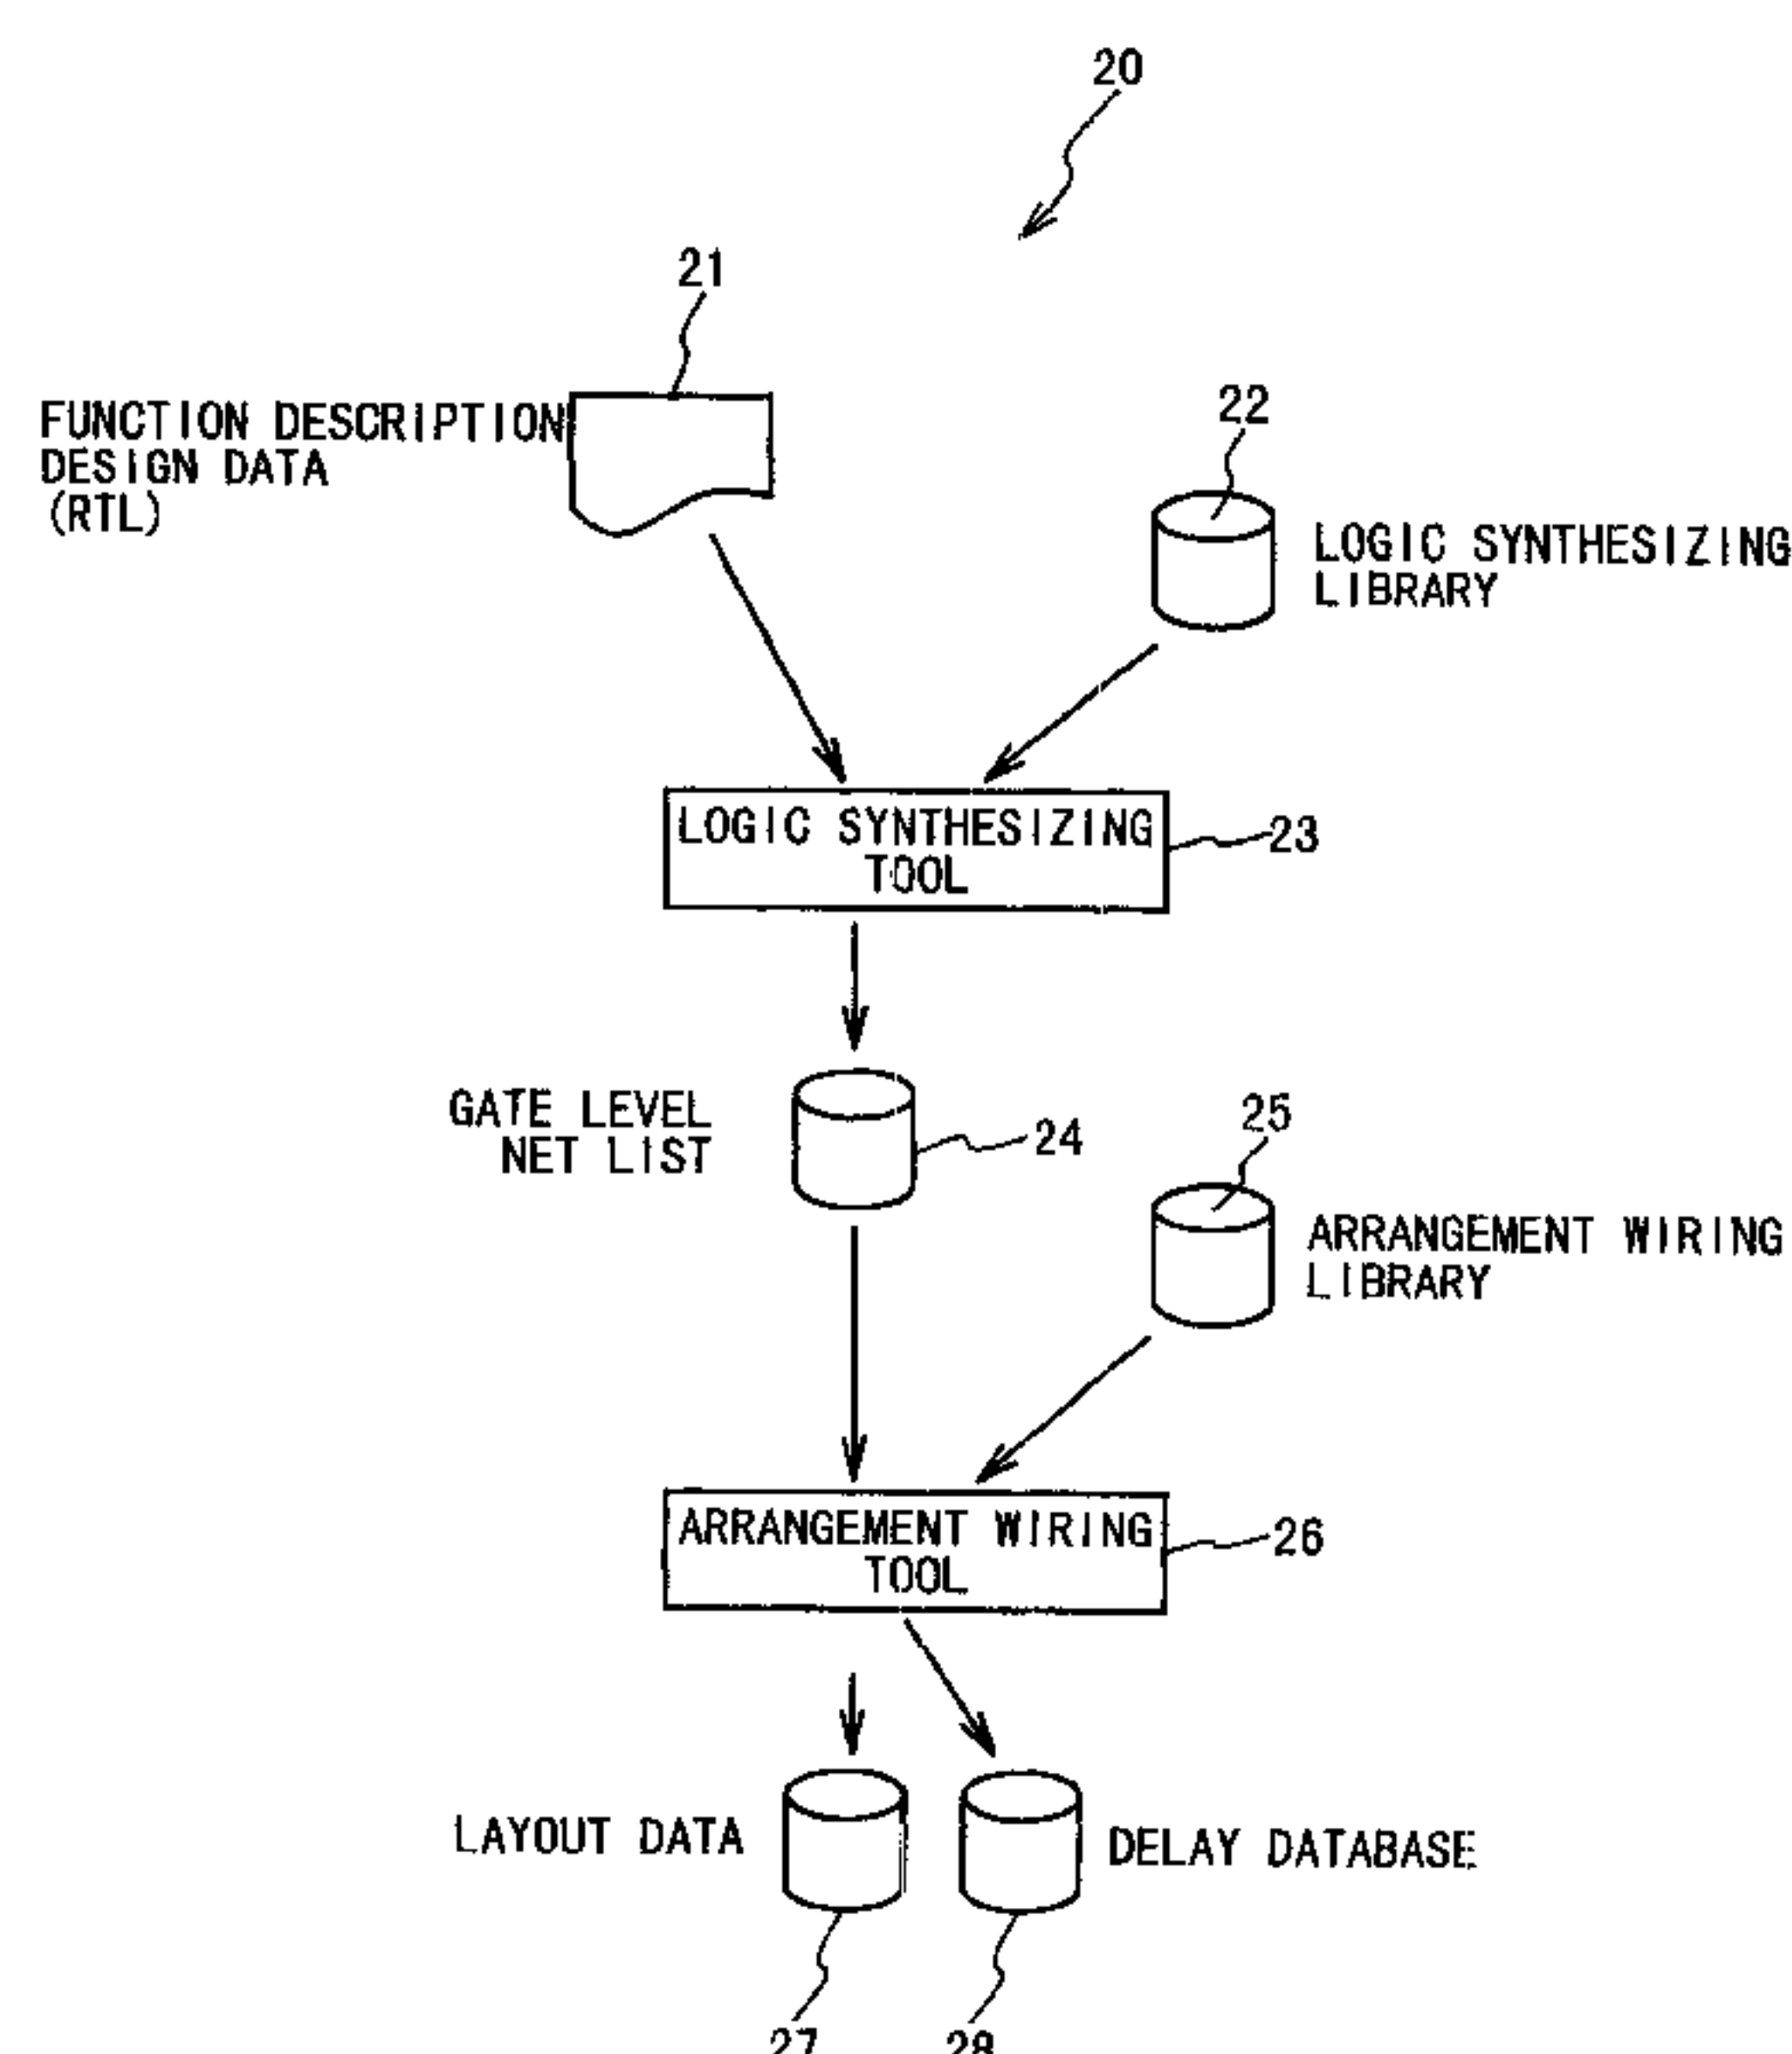 20
21
FUNCTION DESCRIPTION
DESIGN DATA
(RTL)
22
LOGIC SYNTHESIZING
LIBRARY
LOGIC SYNTHESIZING
TOOL
23
GATE LEVEL
NET LIST
24
25
ARRANGEMENT WIRING
LIBRARY
ARRANGEMENT WIRING
TOOL
26
LAYOUT DATA
DELAY DATABASE
27
28